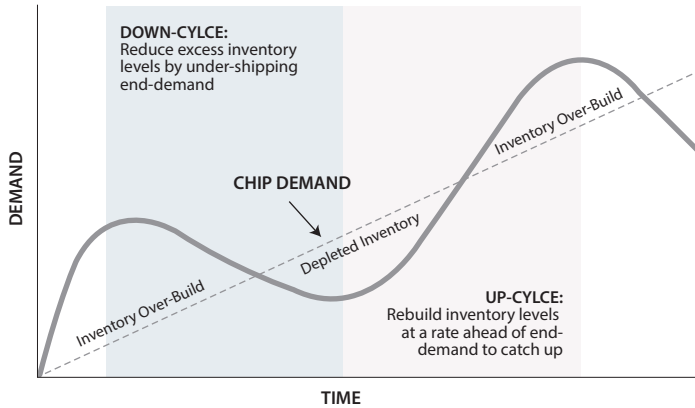 DOWN-CYLCE:
Reduce excess inventory
levels by under-shipping
end-demand
CHIP DEMAND
Inventory Over-Build
Depleted Inventory
Inventory Over-Build
UP-CYLCE:
Rebuild inventory levels
at a rate ahead of end-
demand to catch up
DEMAND
TIME